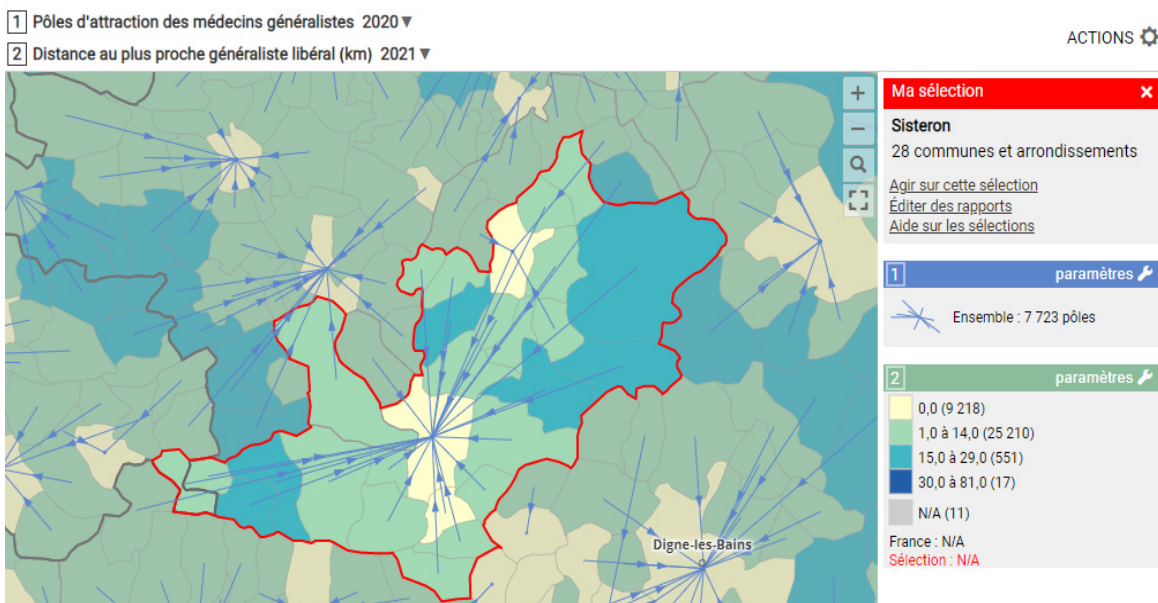 1 Pôles d'attraction des médecins généralistes 2020 ▼
2 Distance au plus proche généraliste libéral (km) 2021 ▼
ACTIONS
+
−
Digne-les-Bains
Ma sélection ×
Sisteron
28 communes et arrondissements
Agir sur cette sélection
Éditer des rapports
Aide sur les sélections
1 paramètres
Ensemble : 7 723 pôles
2 paramètres
0,0 (9 218)
1,0 à 14,0 (25 210)
15,0 à 29,0 (551)
30,0 à 81,0 (17)
N/A (11)
France : N/A
Sélection : N/A